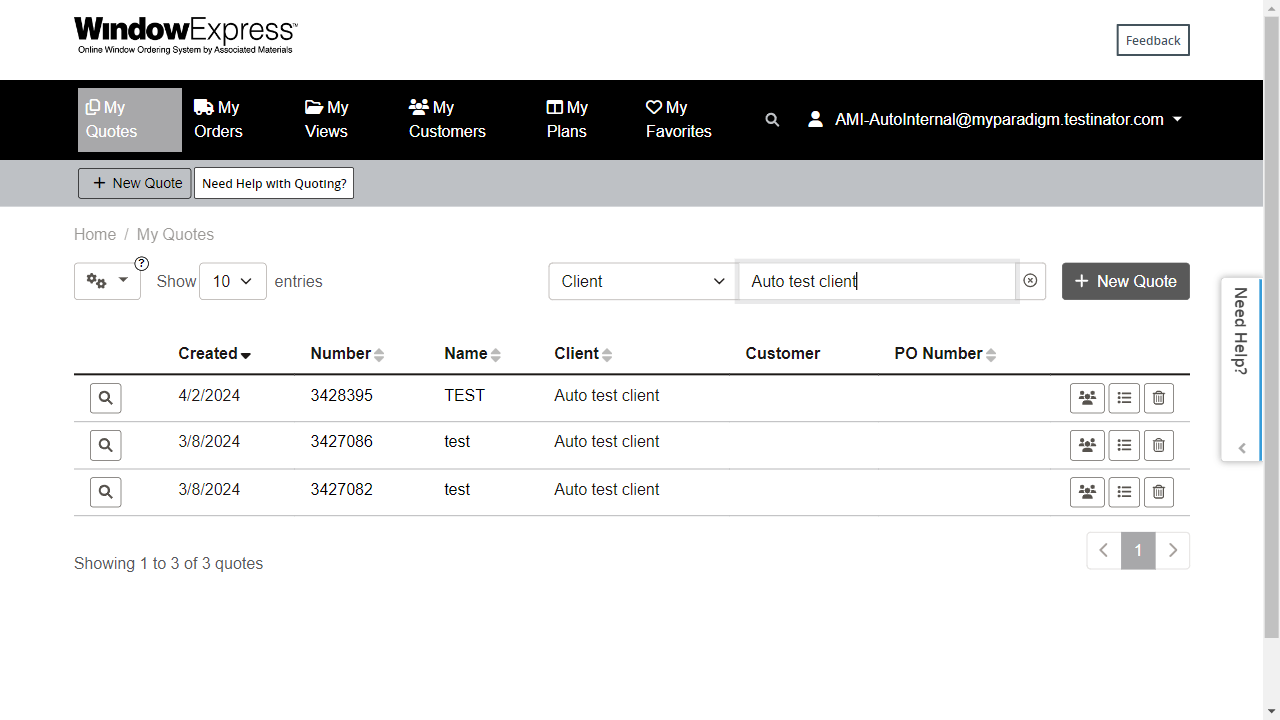 WindowExpress™
Online Window Ordering System by Associated Materials
Feedback
My Quotes
My Orders
My Views
My Customers
My Plans
My Favorites
AMI-AutoInternal@myparadigm.testinator.com
+ New Quote
Need Help with Quoting?
Home / My Quotes
?
Show 10 entries
Client
Auto test client
+ New Quote
Need Help?
Created Number Name Client Customer PO Number
4/2/2024 3428395 TEST Auto test client
3/8/2024 3427086 test Auto test client
3/8/2024 3427082 test Auto test client
Showing 1 to 3 of 3 quotes
1